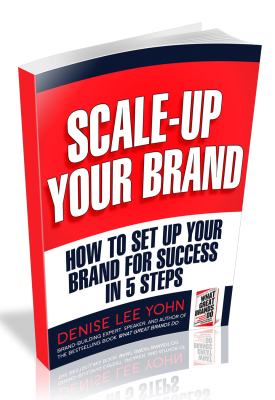 SCALE-UP
YOUR BRAND
HOW TO SET UP YOUR
BRAND FOR SUCCESS
IN 5 STEPS
DENISE LEE YOHN
BRAND-BUILDING EXPERT, SPEAKER, AND AUTHOR OF
THE BESTSELLING BOOK WHAT GREAT BRANDS DO
WHAT
GREAT
BRANDS
DO